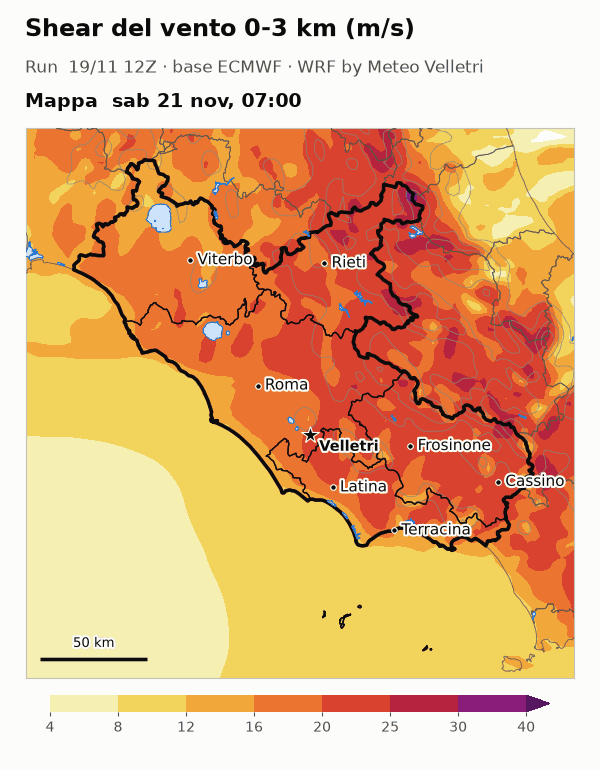 Shear del vento 0-3 km (m/s)
Run  19/11 12Z · base ECMWF · WRF by Meteo Velletri
Mappa  sab 21 nov, 07:00
Viterbo
Rieti
Roma
Velletri
Frosinone
Latina
Cassino
Terracina
50 km
4 8 12 16 20 25 30 40